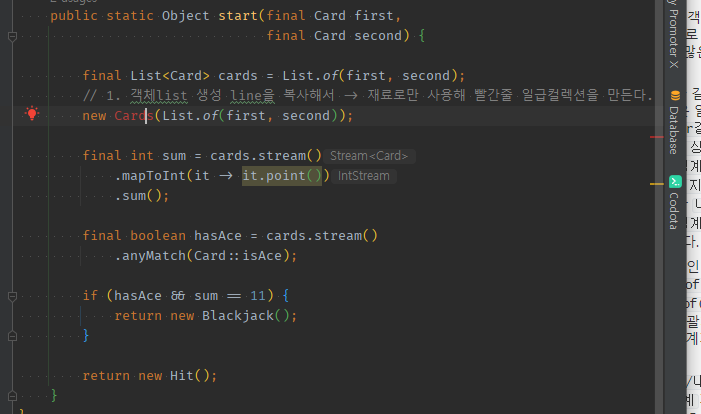 public static Object start(final Card first,
final Card second) {
final List<Card> cards = List.of(first, second);
// 1. 객체list 생성 line을 복사해서 -> 재료로만 사용해 빨간줄 일급컬렉션을 만든다.
new Cards(List.of(first, second));
final int sum = cards.stream() Stream<Card>
.mapToInt(it -> it.point()) IntStream
.sum();
final boolean hasAce = cards.stream()
.anyMatch(Card::isAce);
if (hasAce && sum == 11) {
return new Blackjack();
}
return new Hit();
}
Promoter X
Database
Codota